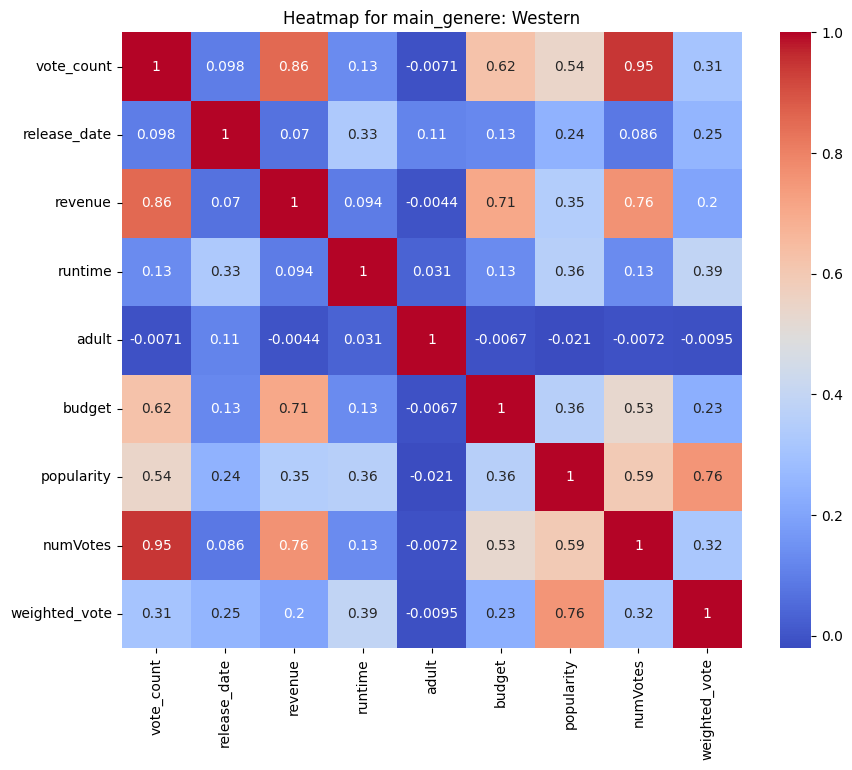 Heatmap for main_genere: Western
vote_count 1 0.098 0.86 0.13 -0.0071 0.62 0.54 0.95 0.31
release_date 0.098 1 0.07 0.33 0.11 0.13 0.24 0.086 0.25
revenue 0.86 0.07 1 0.094 -0.0044 0.71 0.35 0.76 0.2
runtime 0.13 0.33 0.094 1 0.031 0.13 0.36 0.13 0.39
adult -0.0071 0.11 -0.0044 0.031 1 -0.0067 -0.021 -0.0072 -0.0095
budget 0.62 0.13 0.71 0.13 -0.0067 1 0.36 0.53 0.23
popularity 0.54 0.24 0.35 0.36 -0.021 0.36 1 0.59 0.76
numVotes 0.95 0.086 0.76 0.13 -0.0072 0.53 0.59 1 0.32
weighted_vote 0.31 0.25 0.2 0.39 -0.0095 0.23 0.76 0.32 1
vote_count
release_date
revenue
runtime
adult
budget
popularity
numVotes
weighted_vote
1.0
0.8
0.6
0.4
0.2
0.0